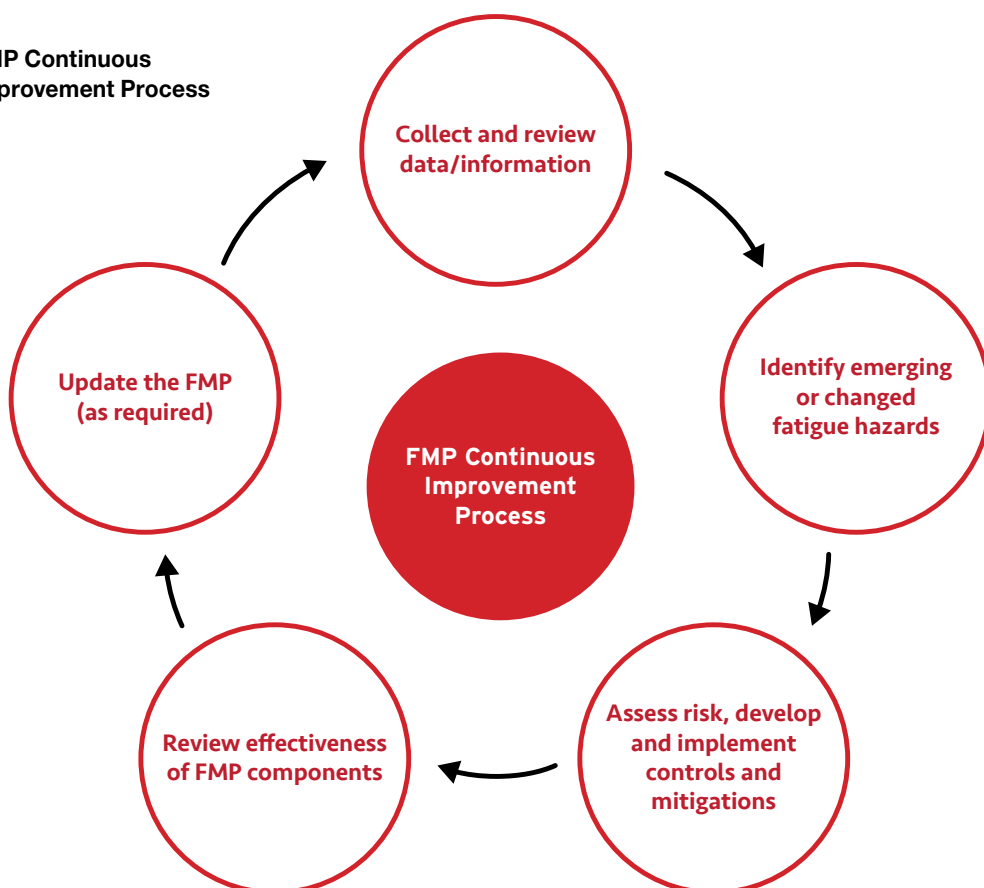 MP Continuous
provement Process
Collect and review
data/information
Identify emerging
or changed
fatigue hazards
Assess risk, develop
and implement
controls and
mitigations
Review effectiveness
of FMP components
Update the FMP
(as required)
FMP Continuous
Improvement
Process